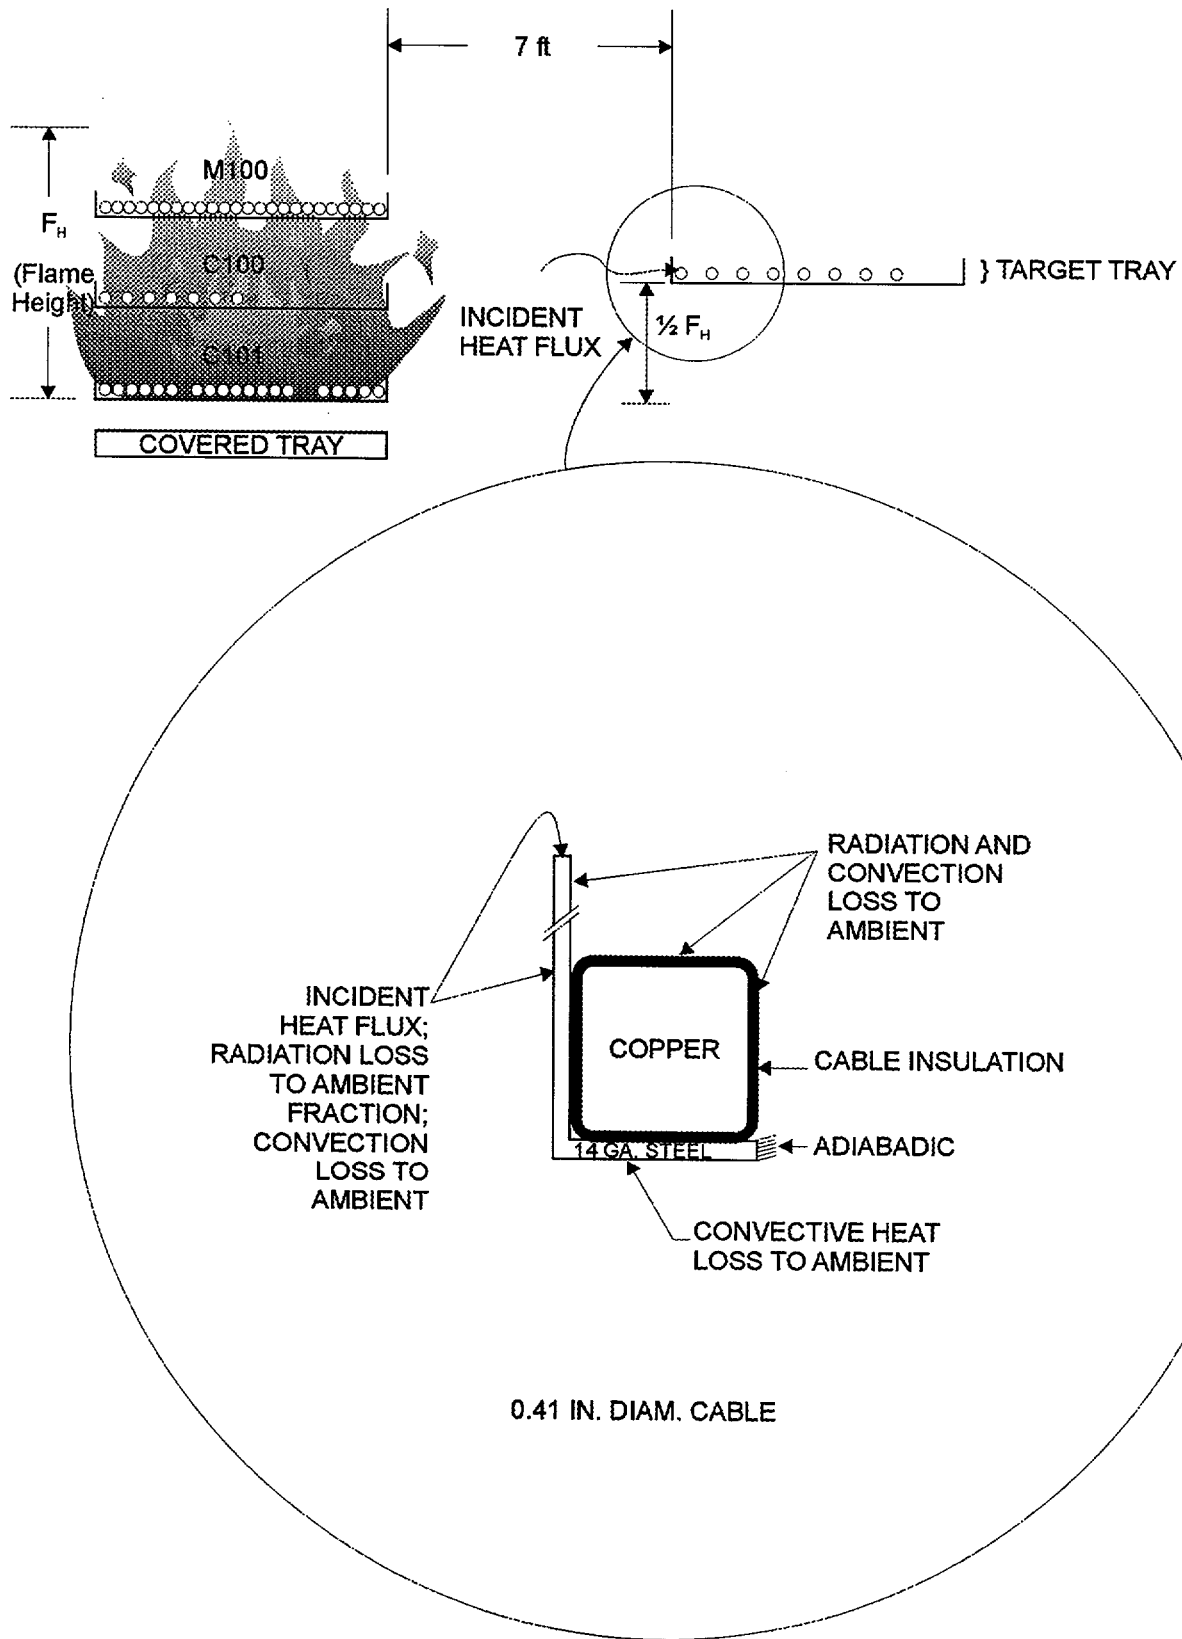 7 ft
M100
F_H
(Flame
Height)
C100
C101
COVERED TRAY
} TARGET TRAY
INCIDENT
HEAT FLUX
½ F_H
RADIATION AND
CONVECTION
LOSS TO
AMBIENT
INCIDENT
HEAT FLUX;
RADIATION LOSS
TO AMBIENT
FRACTION;
CONVECTION
LOSS TO
AMBIENT
COPPER
CABLE INSULATION
14 GA. STEEL
ADIABADIC
CONVECTIVE HEAT
LOSS TO AMBIENT
0.41 IN. DIAM. CABLE